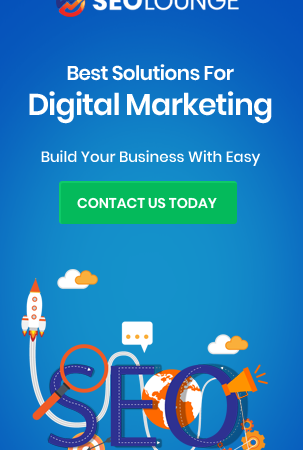 SEOLOUNGE
Best Solutions For
Digital Marketing
Build Your Business With Easy
CONTACT US TODAY
SEO